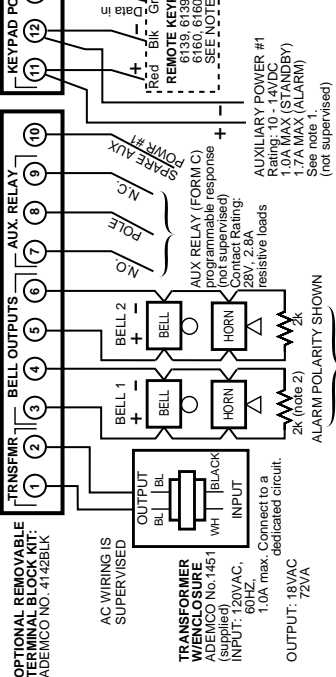 OPTIONAL REMOVABLE
TERMINAL BLOCK KIT:
ADEMCO NO. 4142BLK
TRNSFMR
BELL OUTPUTS
AUX. RELAY
KEYPAD PO
1
2
3
4
5
6
7
8
9
10
11
12
AC WIRING IS
SUPERVISED
OUTPUT
BL
BL
WH
BLACK
INPUT
TRANSFORMER
W/ENCLOSURE
ADEMCO No.1451
(supplied)
INPUT: 120VAC,
60HZ,
1.0A max. Connect to a
dedicated circuit.
OUTPUT: 18VAC
72VA
BELL 1
+ −
BELL
HORN
2k (note 2)
BELL 2
+ −
BELL
HORN
2k
ALARM POLARITY SHOWN
N.O.
POLE
N.C.
SPARE AUX
POWR #1
AUX RELAY (FORM C)
programmable response
(not supervised)
Contact Rating:
28V, 2.8A
resistive loads
+ −
AUXILIARY POWER #1
Rating: 10 - 14VDC
1.0A MAX (STANDBY)
1.7A MAX (ALARM)
See note 1.
(not supervised)
+ −
Data in
Red
Blk
REMOTE KEY
6139, 6139
60160, 60160
SEE NOTE